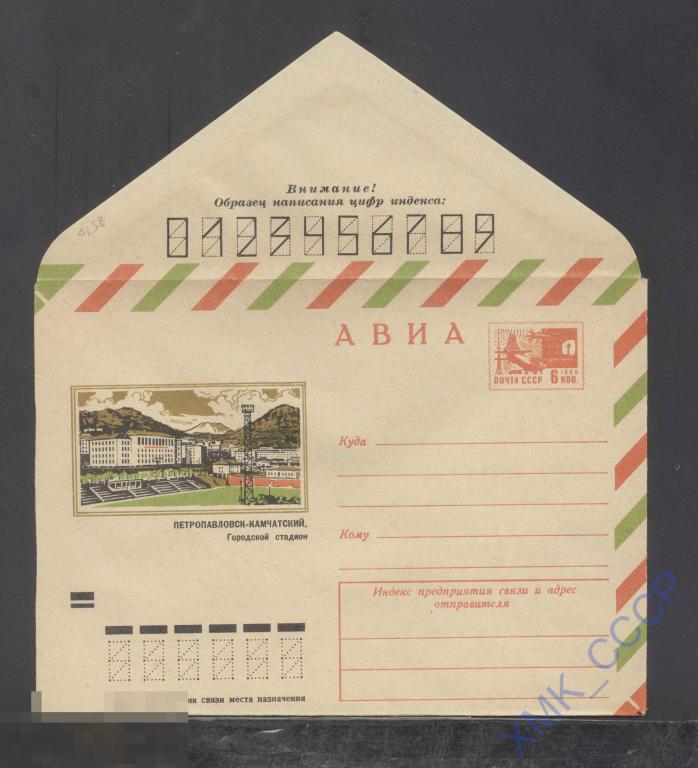 Внимание!
Образец написания цифр индекса:
0123456789
АВИА
1966
ПОЧТА СССР 6 КОП.
Куда
ПЕТРОПАВЛОВСК-КАМЧАТСКИЙ.
Городской стадион
Кому
Индекс предприятия связи и адрес
отправителя
связи места назначения
ХМК_СССР